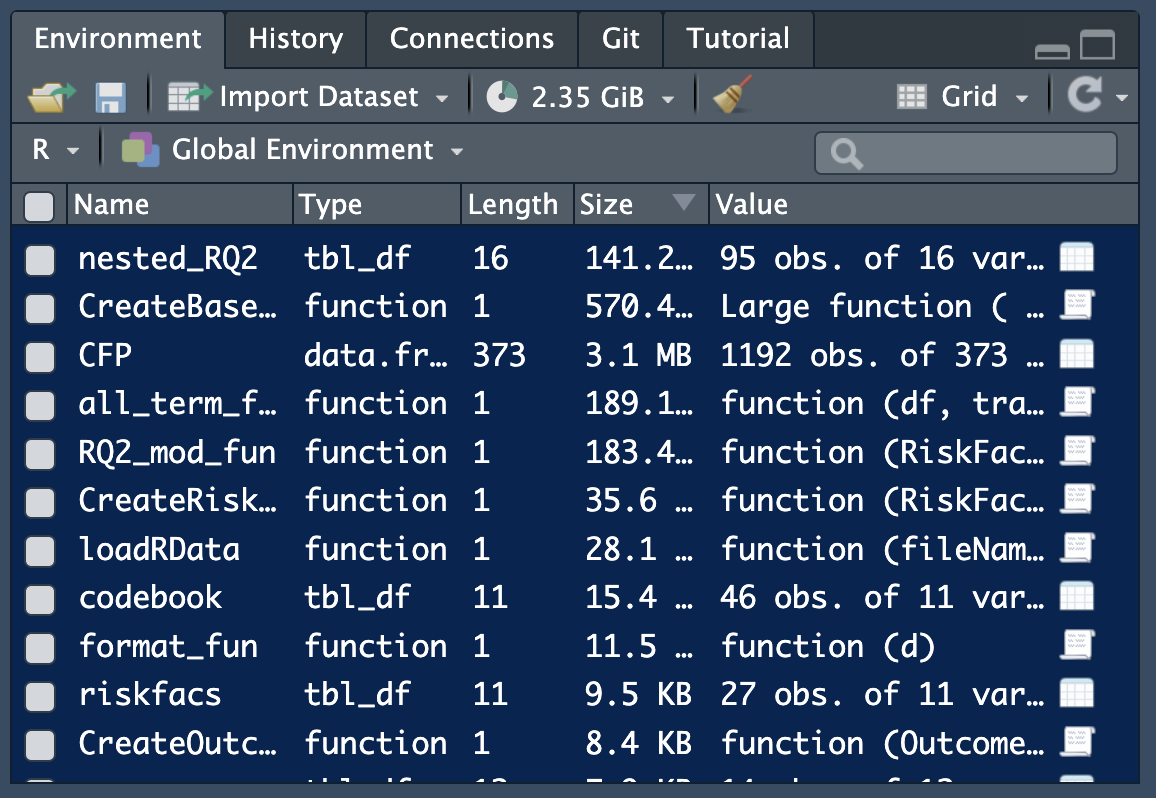 Environment History Connections Git Tutorial
Import Dataset 2.35 GiB Grid
R Global Environment
Name Type Length Size Value
nested_RQ2 tbl_df 16 141.2… 95 obs. of 16 var…
CreateBase… function 1 570.4… Large function ( …
CFP data.fr… 373 3.1 MB 1192 obs. of 373 …
all_term_f… function 1 189.1… function (df, tra…
RQ2_mod_fun function 1 183.4… function (RiskFac…
CreateRisk… function 1 35.6 … function (RiskFac…
loadRData function 1 28.1 … function (fileNam…
codebook tbl_df 11 15.4 … 46 obs. of 11 var…
format_fun function 1 11.5 … function (d)
riskfacs tbl_df 11 9.5 KB 27 obs. of 11 var…
CreateOutc… function 1 8.4 KB function (Outcome…